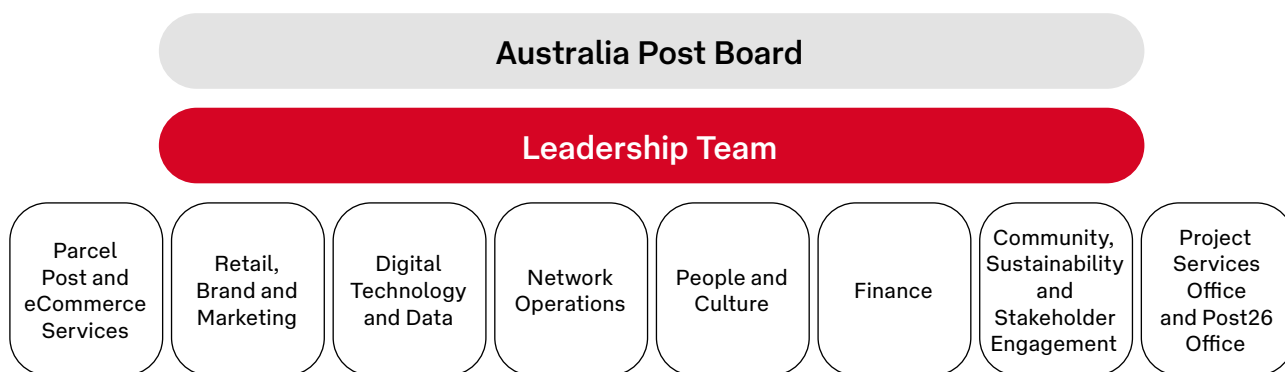 Australia Post Board
Leadership Team
Parcel
Post and
eCommerce
Services
Retail,
Brand and
Marketing
Digital
Technology
and Data
Network
Operations
People and
Culture
Finance
Community,
Sustainability
and
Stakeholder
Engagement
Project
Services
Office
and Post26
Office